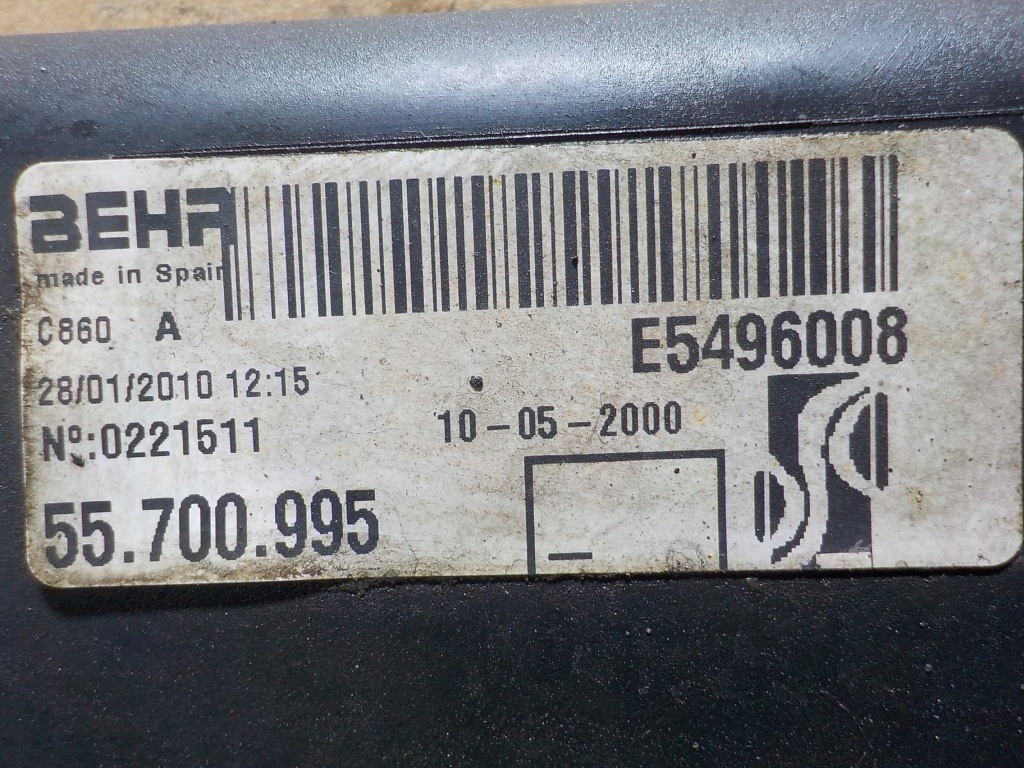 BEHR
made in Spain
C860 A
E5496008
28/01/2010 12:15
10-05-2000
Nº:0221511
55.700.995